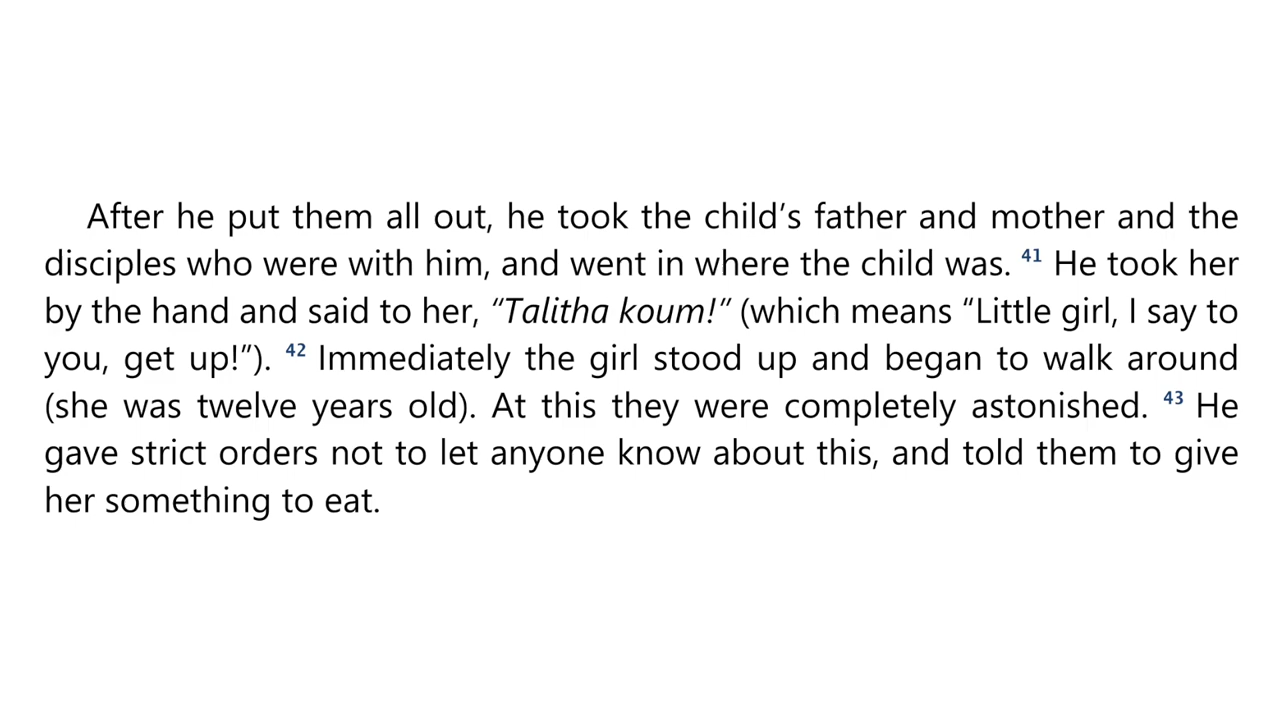 After he put them all out, he took the child’s father and mother and the
disciples who were with him, and went in where the child was. 41 He took her
by the hand and said to her, “Talitha koum!” (which means “Little girl, I say to
you, get up!”). 42 Immediately the girl stood up and began to walk around
(she was twelve years old). At this they were completely astonished. 43 He
gave strict orders not to let anyone know about this, and told them to give
her something to eat.